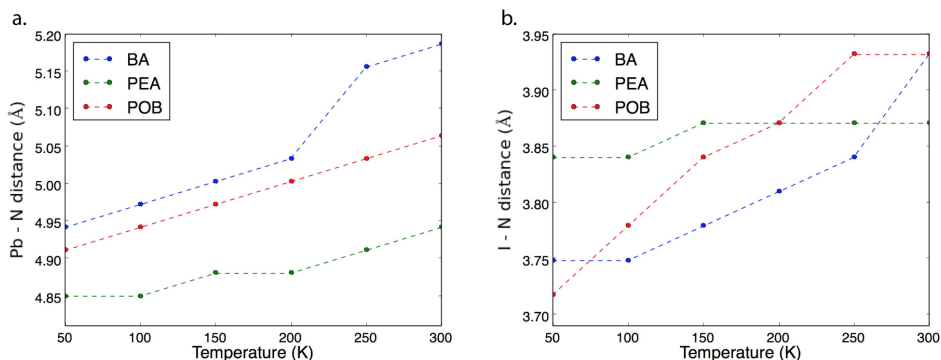 a.
5.20
5.15
5.10
5.05
5.00
4.95
4.90
4.85
Pb - N distance (Å)
BA
PEA
POB
50
100
150
200
250
300
Temperature (K)
b.
3.95
3.90
3.85
3.80
3.75
3.70
I - N distance (Å)
BA
PEA
POB
50
100
150
200
250
300
Temperature (K)